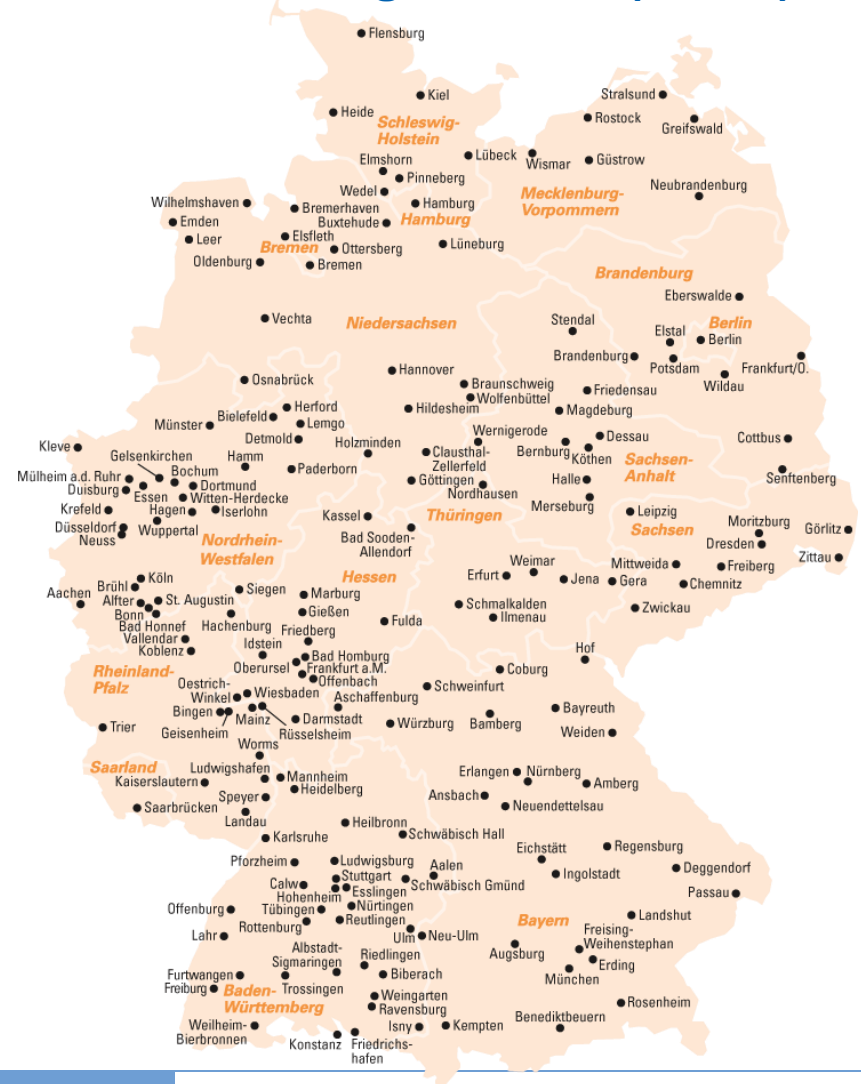 Flensburg
Kiel
Stralsund
Heide
Rostock
Schleswig-
Holstein
Greifswald
Elmshorn
Lübeck
Wismar
Güstrow
Pinneberg
Wedel
Neubrandenburg
Mecklenburg-
Vorpommern
Wilhelmshaven
Bremerhaven
Hamburg
Hamburg
Emden
Buxtehude
Leer
Elsfleth
Bremen
Ottersberg
Lüneburg
Oldenburg
Bremen
Brandenburg
Eberswalde
Vechta
Niedersachsen
Stendal
Berlin
Elstal
Berlin
Brandenburg
Potsdam
Frankfurt/O.
Wildau
Hannover
Osnabrück
Braunschweig
Wolfenbüttel
Friedensau
Herford
Hildesheim
Magdeburg
Bielefeld
Lemgo
Münster
Detmold
Holzminden
Wernigerode
Dessau
Cottbus
Kleve
Gelsenkirchen
Hamm
Clausthal-
Zellerfeld
Bernburg
Köthen
Sachsen-
Anhalt
Mülheim a.d. Ruhr
Bochum
Paderborn
Göttingen
Nordhausen
Halle
Senftenberg
Duisburg
Essen
Dortmund
Witten-Herdecke
Merseburg
Krefeld
Hagen
Iserlohn
Kassel
Thüringen
Leipzig
Sachsen
Moritzburg
Görlitz
Düsseldorf
Neuss
Wuppertal
Nordrhein-
Westfalen
Bad Sooden-
Allendorf
Dresden
Zittau
Weimar
Mittweida
Freiberg
Köln
Hessen
Erfurt
Jena
Gera
Chemnitz
Brühl
Siegen
Marburg
Aachen
Alfter
St. Augustin
Gießen
Schmalkalden
Zwickau
Bonn
Bad Honnef
Hachenburg
Fulda
Ilmenau
Vallendar
Friedberg
Koblenz
Idstein
Hof
Bad Homburg
Oberursel
Frankfurt a.M.
Offenbach
Coburg
Rheinland-
Pfalz
Oestrich-
Winkel
Wiesbaden
Aschaffenburg
Schweinfurt
Bingen
Mainz
Darmstadt
Würzburg
Bamberg
Bayreuth
Trier
Geisenheim
Rüsselsheim
Weiden
Worms
Saarland
Ludwigshafen
Mannheim
Erlangen
Nürnberg
Kaiserslautern
Heidelberg
Amberg
Speyer
Ansbach
Saarbrücken
Neuendettelsau
Landau
Heilbronn
Karlsruhe
Schwäbisch Hall
Eichstätt
Regensburg
Pforzheim
Ludwigsburg
Aalen
Deggendorf
Stuttgart
Ingolstadt
Calw
Schwäbisch Gmünd
Esslingen
Passau
Hohenheim
Nürtingen
Offenburg
Tübingen
Reutlingen
Landshut
Rottenburg
Bayern
Freising-
Weihenstephan
Lahr
Ulm
Neu-Ulm
Albstadt-
Sigmaringen
Riedlingen
Augsburg
Erding
Furtwangen
Biberach
München
Freiburg
Trossingen
Baden-
Württemberg
Weingarten
Ravensburg
Rosenheim
Weilheim-
Bierbronnen
Isny
Kempten
Benediktbeuern
Konstanz
Friedrichs-
hafen